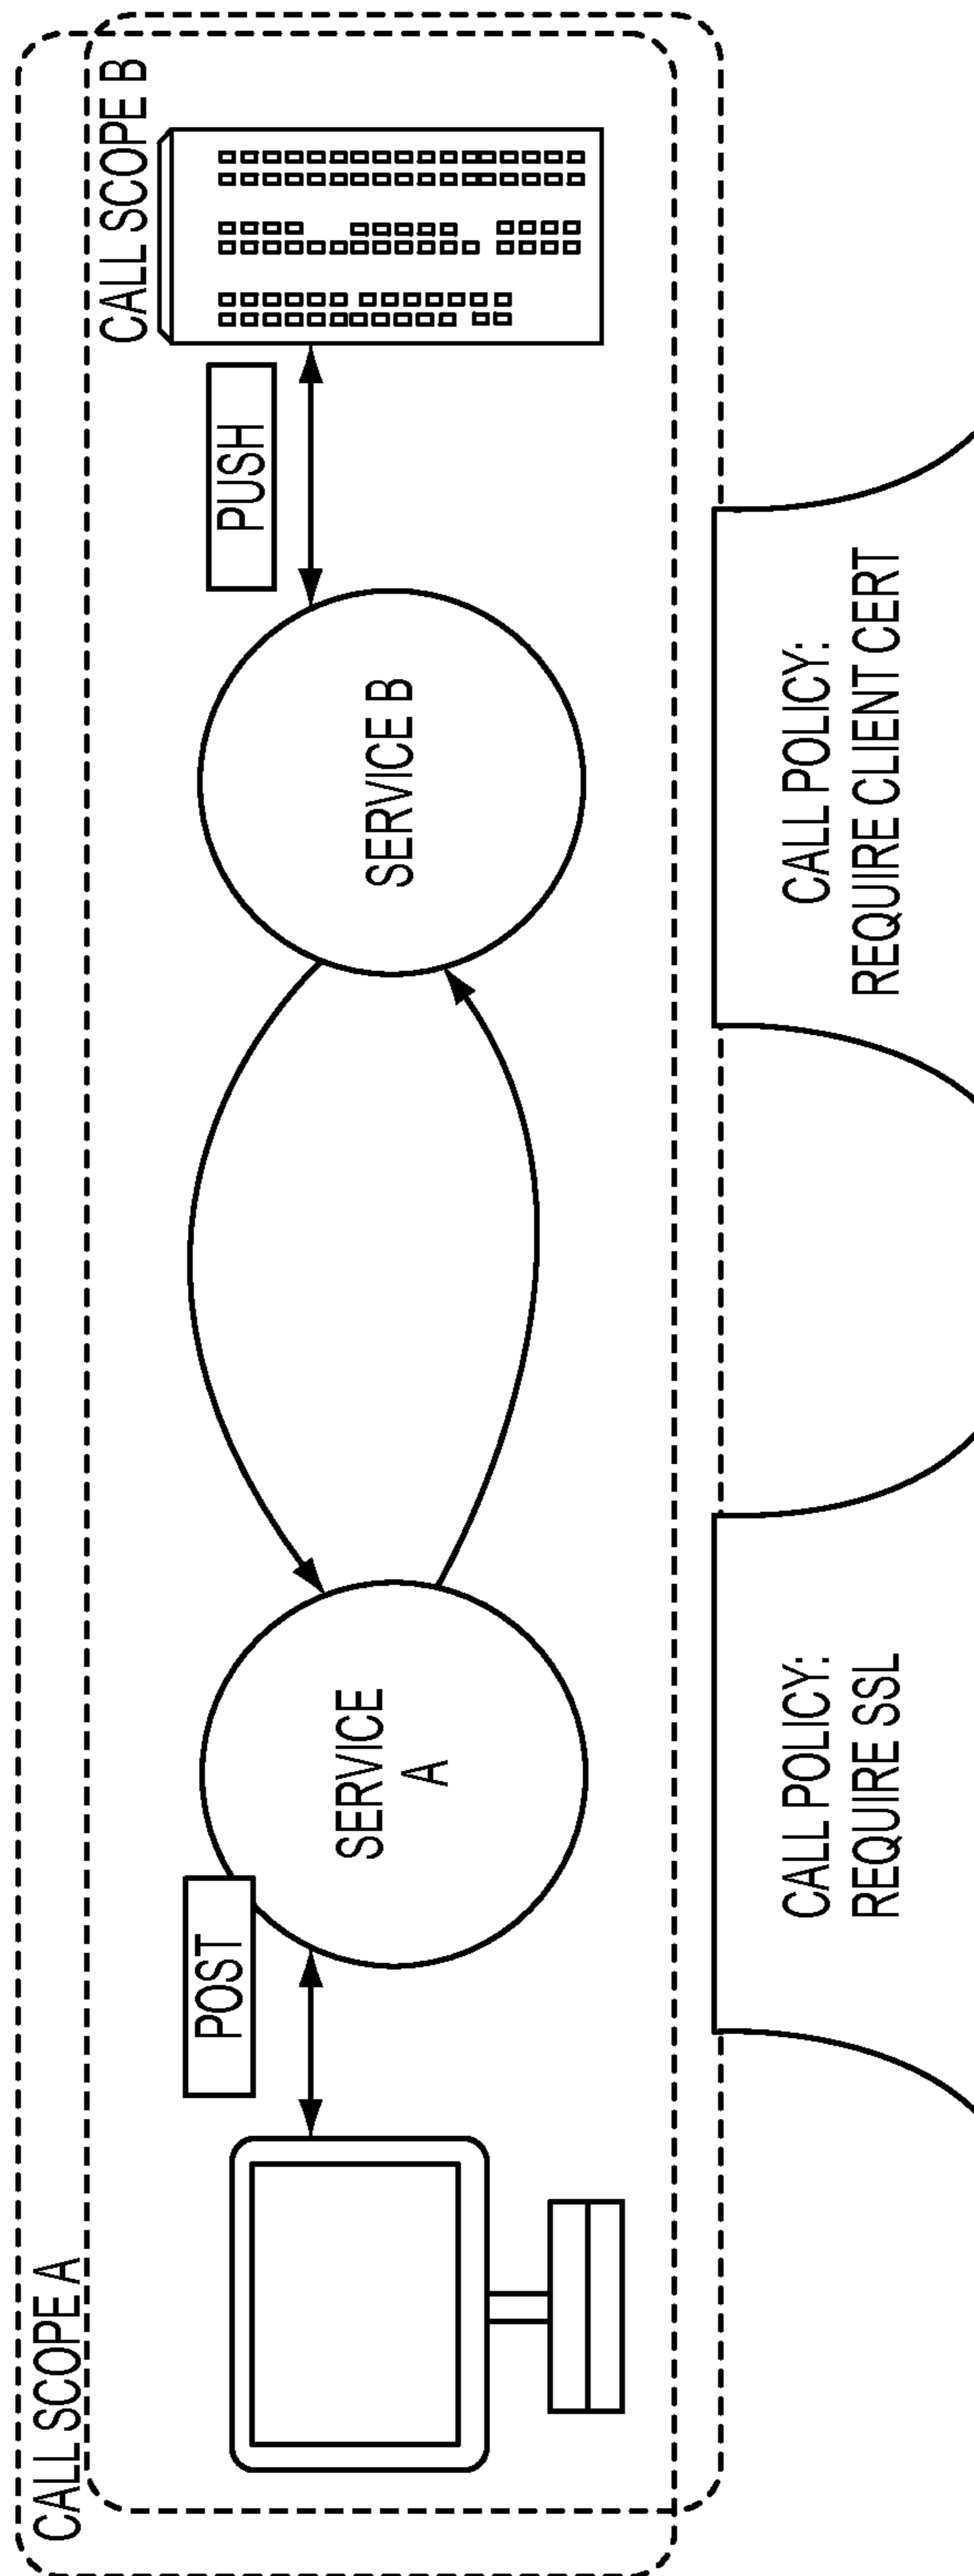 CALL SCOPE A
CALL SCOPE B
POST
PUSH
SERVICE
A
SERVICE B
CALL POLICY:
REQUIRE SSL
CALL POLICY:
REQUIRE CLIENT CERT